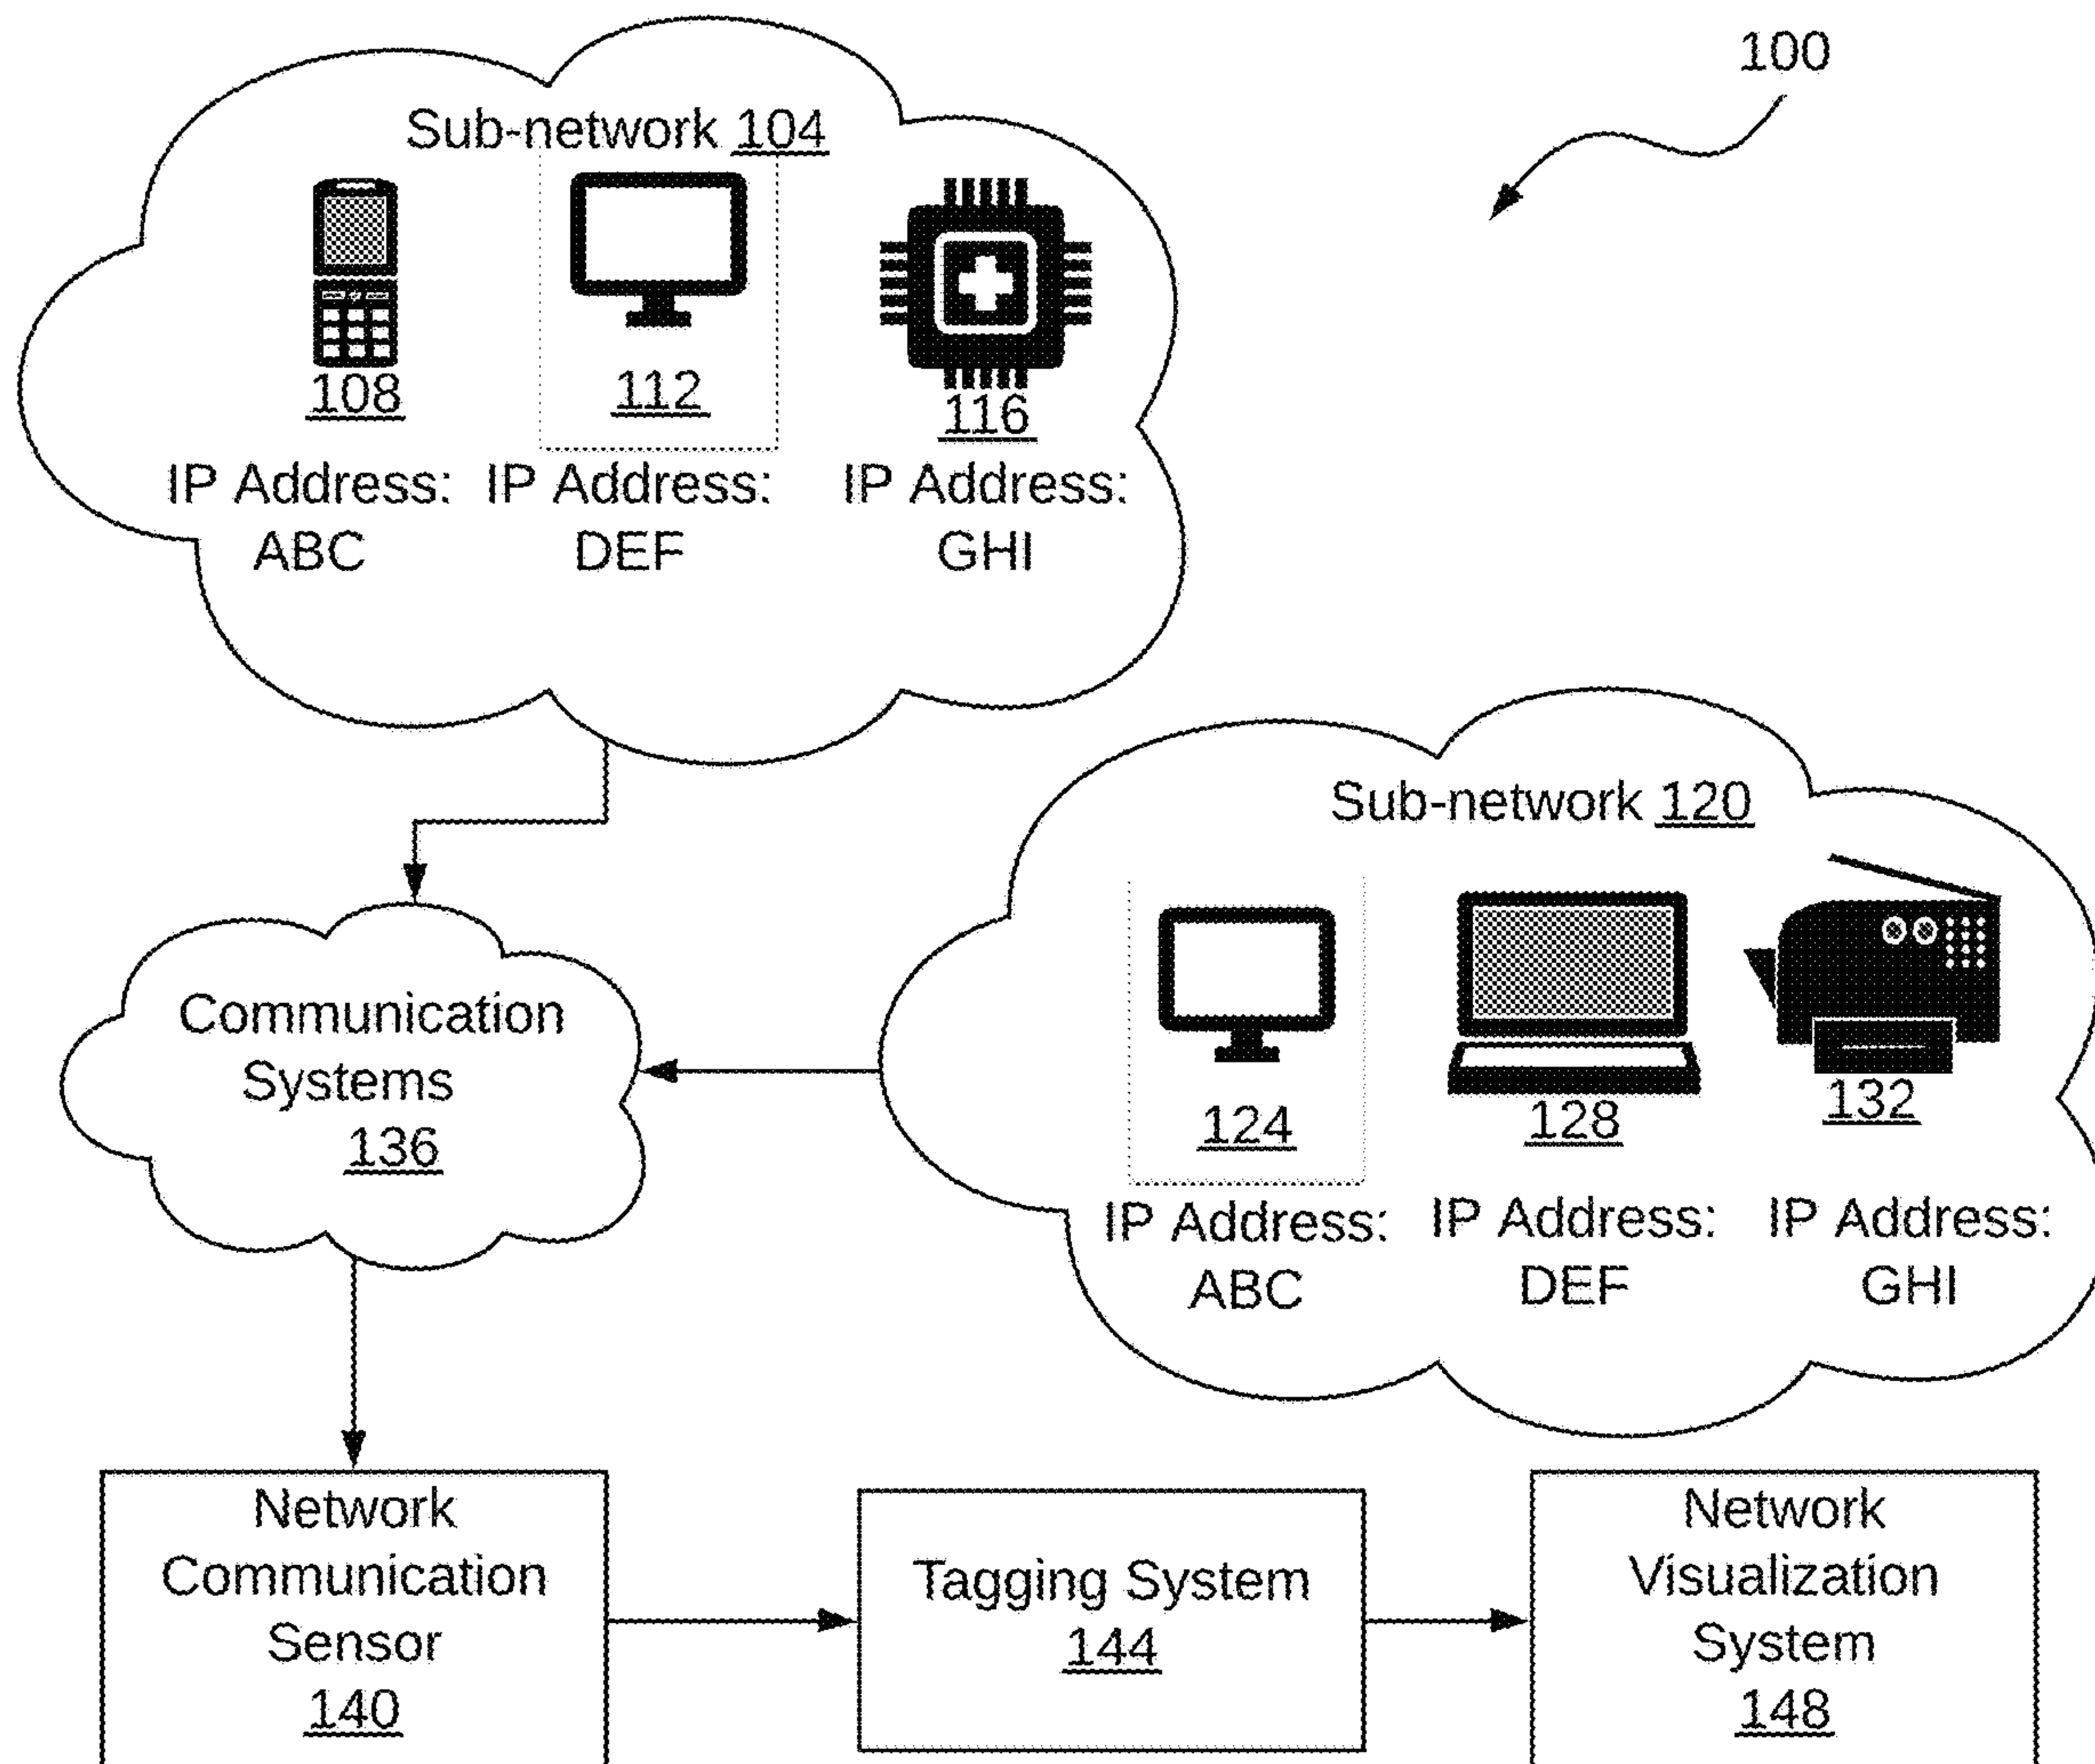 100
Sub-network 104
108
112
116
IP Address:
ABC
IP Address:
DEF
IP Address:
GHI
Sub-network 120
124
128
132
IP Address:
ABC
IP Address:
DEF
IP Address:
GHI
Communication
Systems
136
Network
Communication
Sensor
140
Tagging System
144
Network
Visualization
System
148